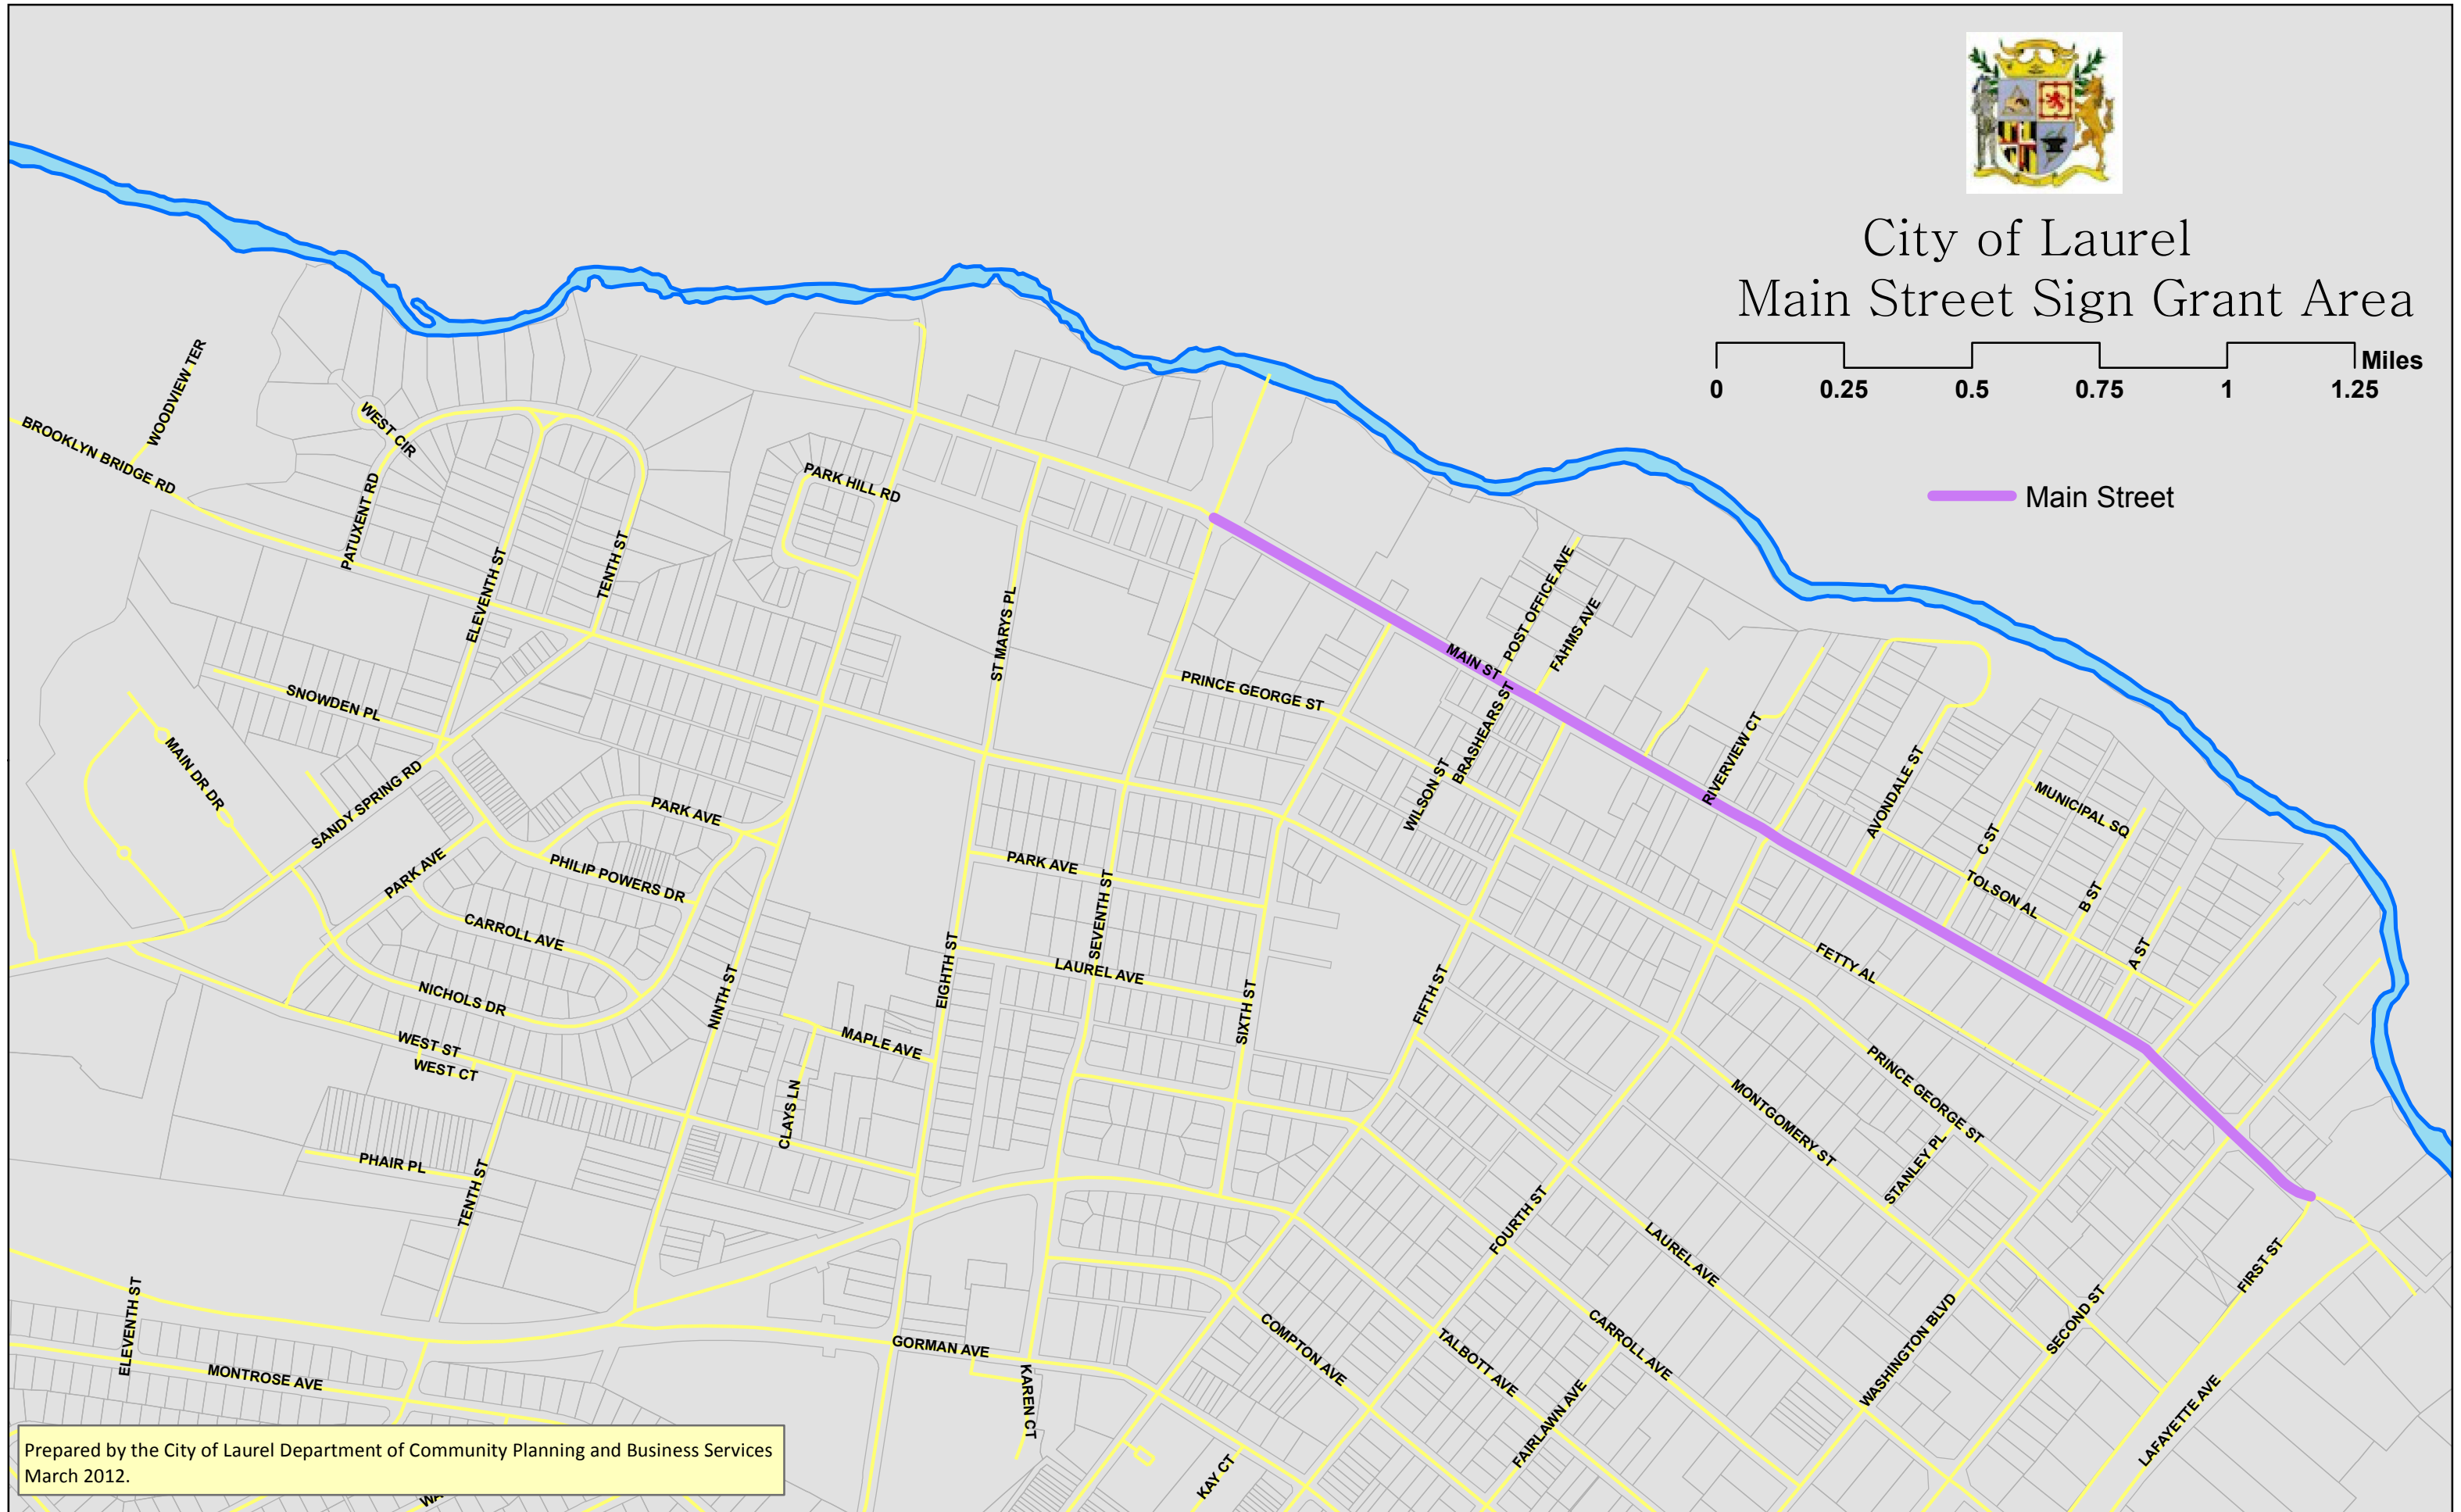 City of Laurel
Main Street Sign Grant Area
Miles
0 0.25 0.5 0.75 1 1.25
Main Street
WOODVIEW TER
BROOKLYN BRIDGE RD
WEST CIR
PATUXENT RD
ELEVENTH ST
TENTH ST
PARK HILL RD
ST MARYS PL
POST OFFICE AVE
FAHMS AVE
MAIN ST
PRINCE GEORGE ST
BRASHEARS ST
WILSON ST
RIVERVIEW CT
AVONDALE ST
MUNICIPAL SQ
C ST
TOLSON AL
B ST
A ST
SNOWDEN PL
MAIN DR DR
SANDY SPRING RD
PARK AVE
PARK AVE
PHILIP POWERS DR
CARROLL AVE
NICHOLS DR
PARK AVE
SEVENTH ST
LAUREL AVE
EIGHTH ST
NINTH ST
SIXTH ST
FIFTH ST
FETTY AL
MAPLE AVE
CLAYS LN
WEST ST
WEST CT
PRINCE GEORGE ST
MONTGOMERY ST
STANLEY PL
PHAIR PL
TENTH ST
FOURTH ST
LAUREL AVE
FIRST ST
SECOND ST
WASHINGTON BLVD
ELEVENTH ST
MONTROSE AVE
GORMAN AVE
KAREN CT
COMPTON AVE
TALBOTT AVE
CARROLL AVE
FAIRLAWN AVE
KAY CT
LAFAYETTE AVE
Prepared by the City of Laurel Department of Community Planning and Business Services
March 2012.